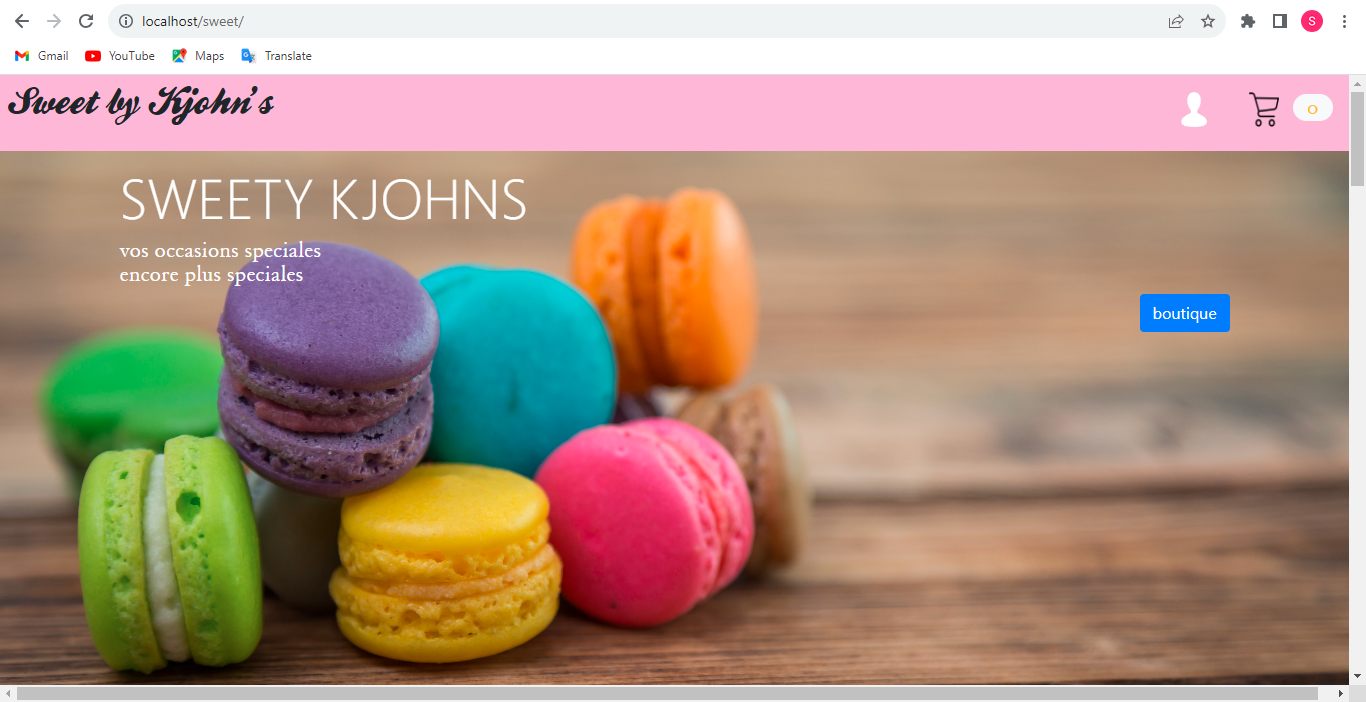 localhost/sweet/
S
Gmail YouTube Maps Translate
Sweet by Kjohn's
0
SWEETY KJOHNS
vos occasions speciales
encore plus speciales
boutique